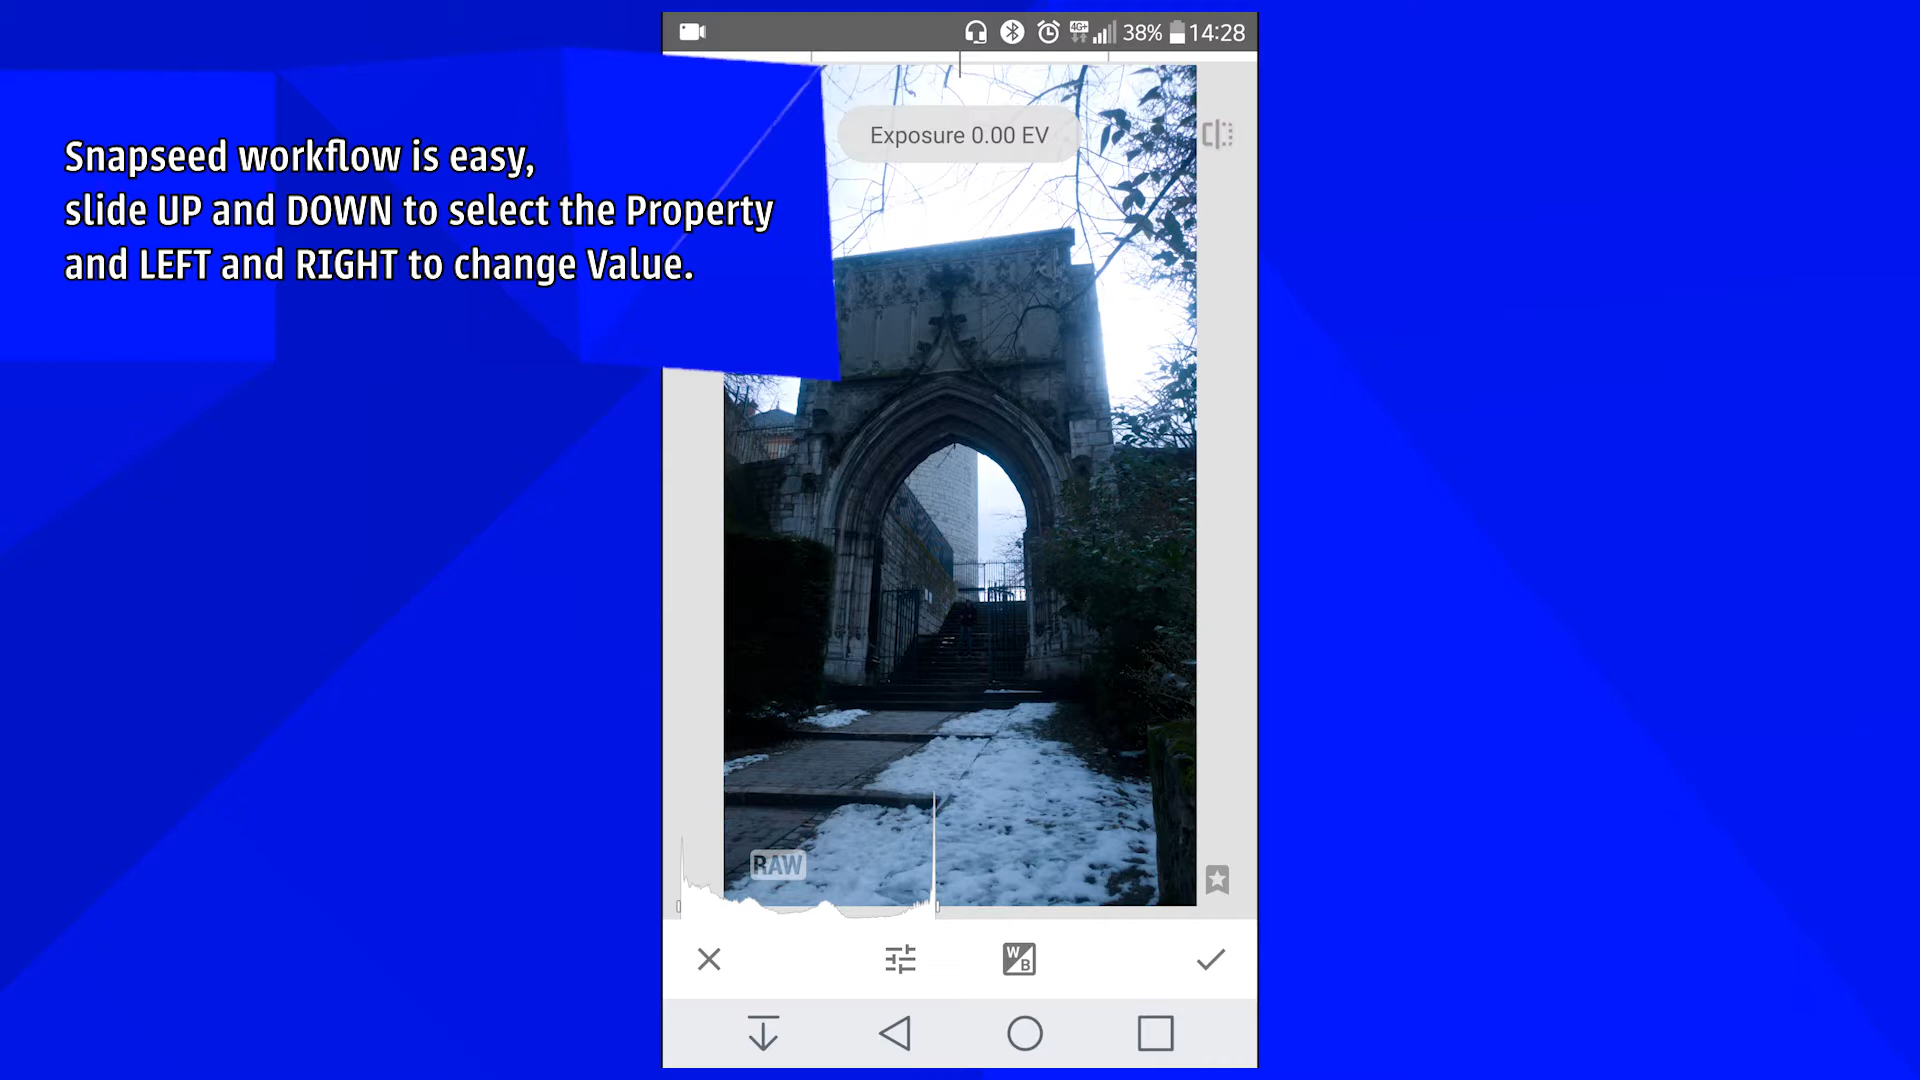 4G+ 38% 14:28
Exposure 0.00 EV
Snapseed workflow is easy,
slide UP and DOWN to select the Property
and LEFT and RIGHT to change Value.
RAW
W
B